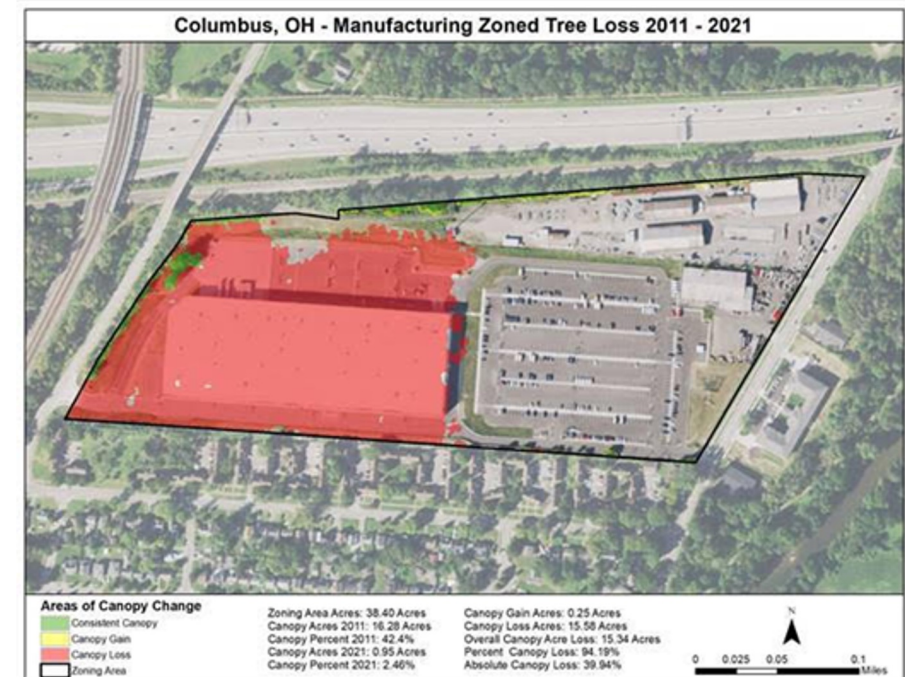 Columbus, OH - Manufacturing Zoned Tree Loss 2011 - 2021
Areas of Canopy Change
Consistent Canopy
Canopy Gain
Canopy Loss
Zoning Area
Zoning Area Acres: 38.40 Acres
Canopy Acres 2011: 16.28 Acres
Canopy Percent 2011: 42.4%
Canopy Acres 2021: 0.95 Acres
Canopy Percent 2021: 2.46%
Canopy Gain Acres: 0.25 Acres
Canopy Loss Acres: 15.58 Acres
Overall Canopy Acre Loss: 15.34 Acres
Percent Canopy Loss: 94.19%
Absolute Canopy Loss: 39.94%
N
0 0.025 0.05 0.1
Miles